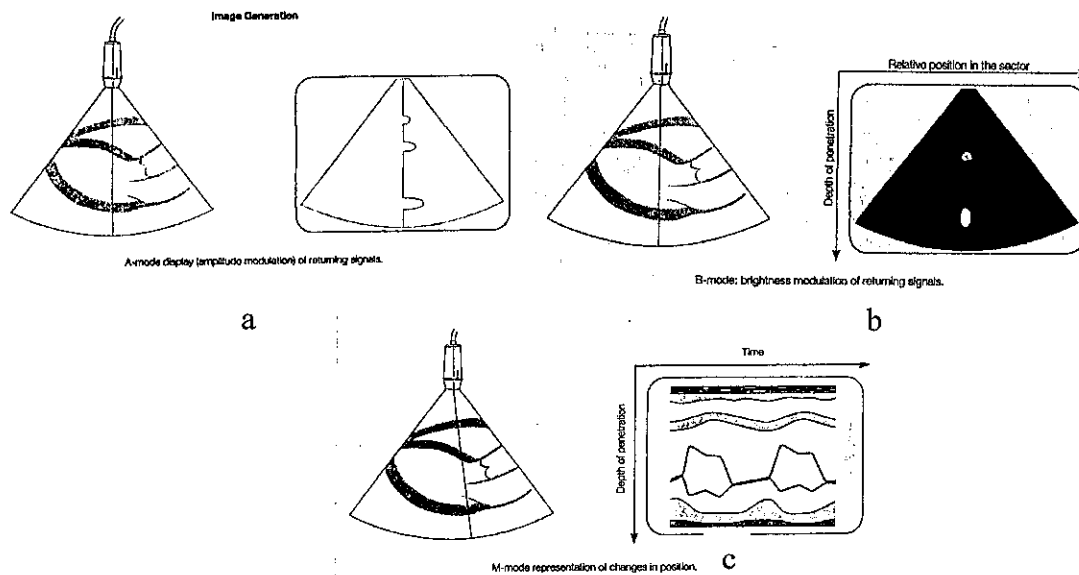 Image Generation
Relative position in the sector
Depth of penetration
A-mode display (amplitude modulation) of returning signals.
B-mode: brightness modulation of returning signals.
a
b
Time
Depth of penetration
M-mode representation of changes in position.
c